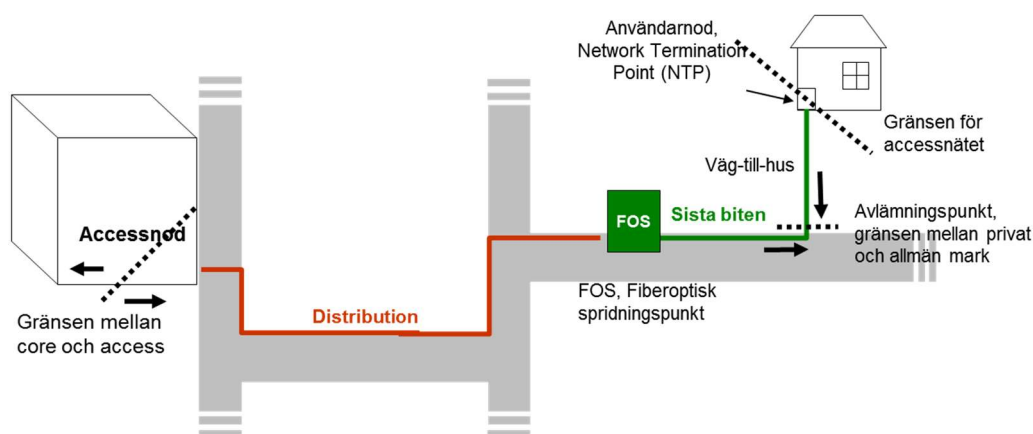 Användarnod,
Network Termination
Point (NTP)
Gränsen för
accessnätet
Väg-till-hus
FOS
Sista biten
Avlämningspunkt,
gränsen mellan privat
och allmän mark
Accessnod
FOS, Fiberoptisk
spridningspunkt
Distribution
Gränsen mellan
core och access